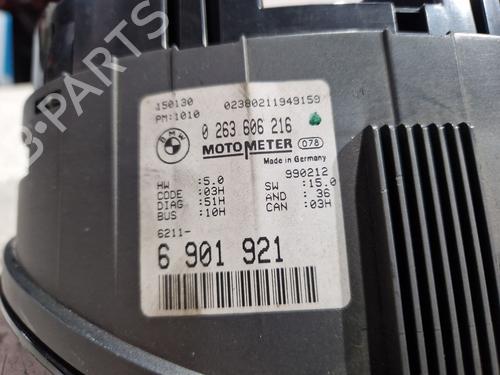 B-PARTS
150130 02380211949159
PM:1010
BMW
0 263 606 216
MOTOMETER 078
Made in Germany
990212
HW :5.0 SW :15.0
CODE :03H AND : 36
DIAG :51H CAN :03H
BUS :10H
6211-
6 901 921